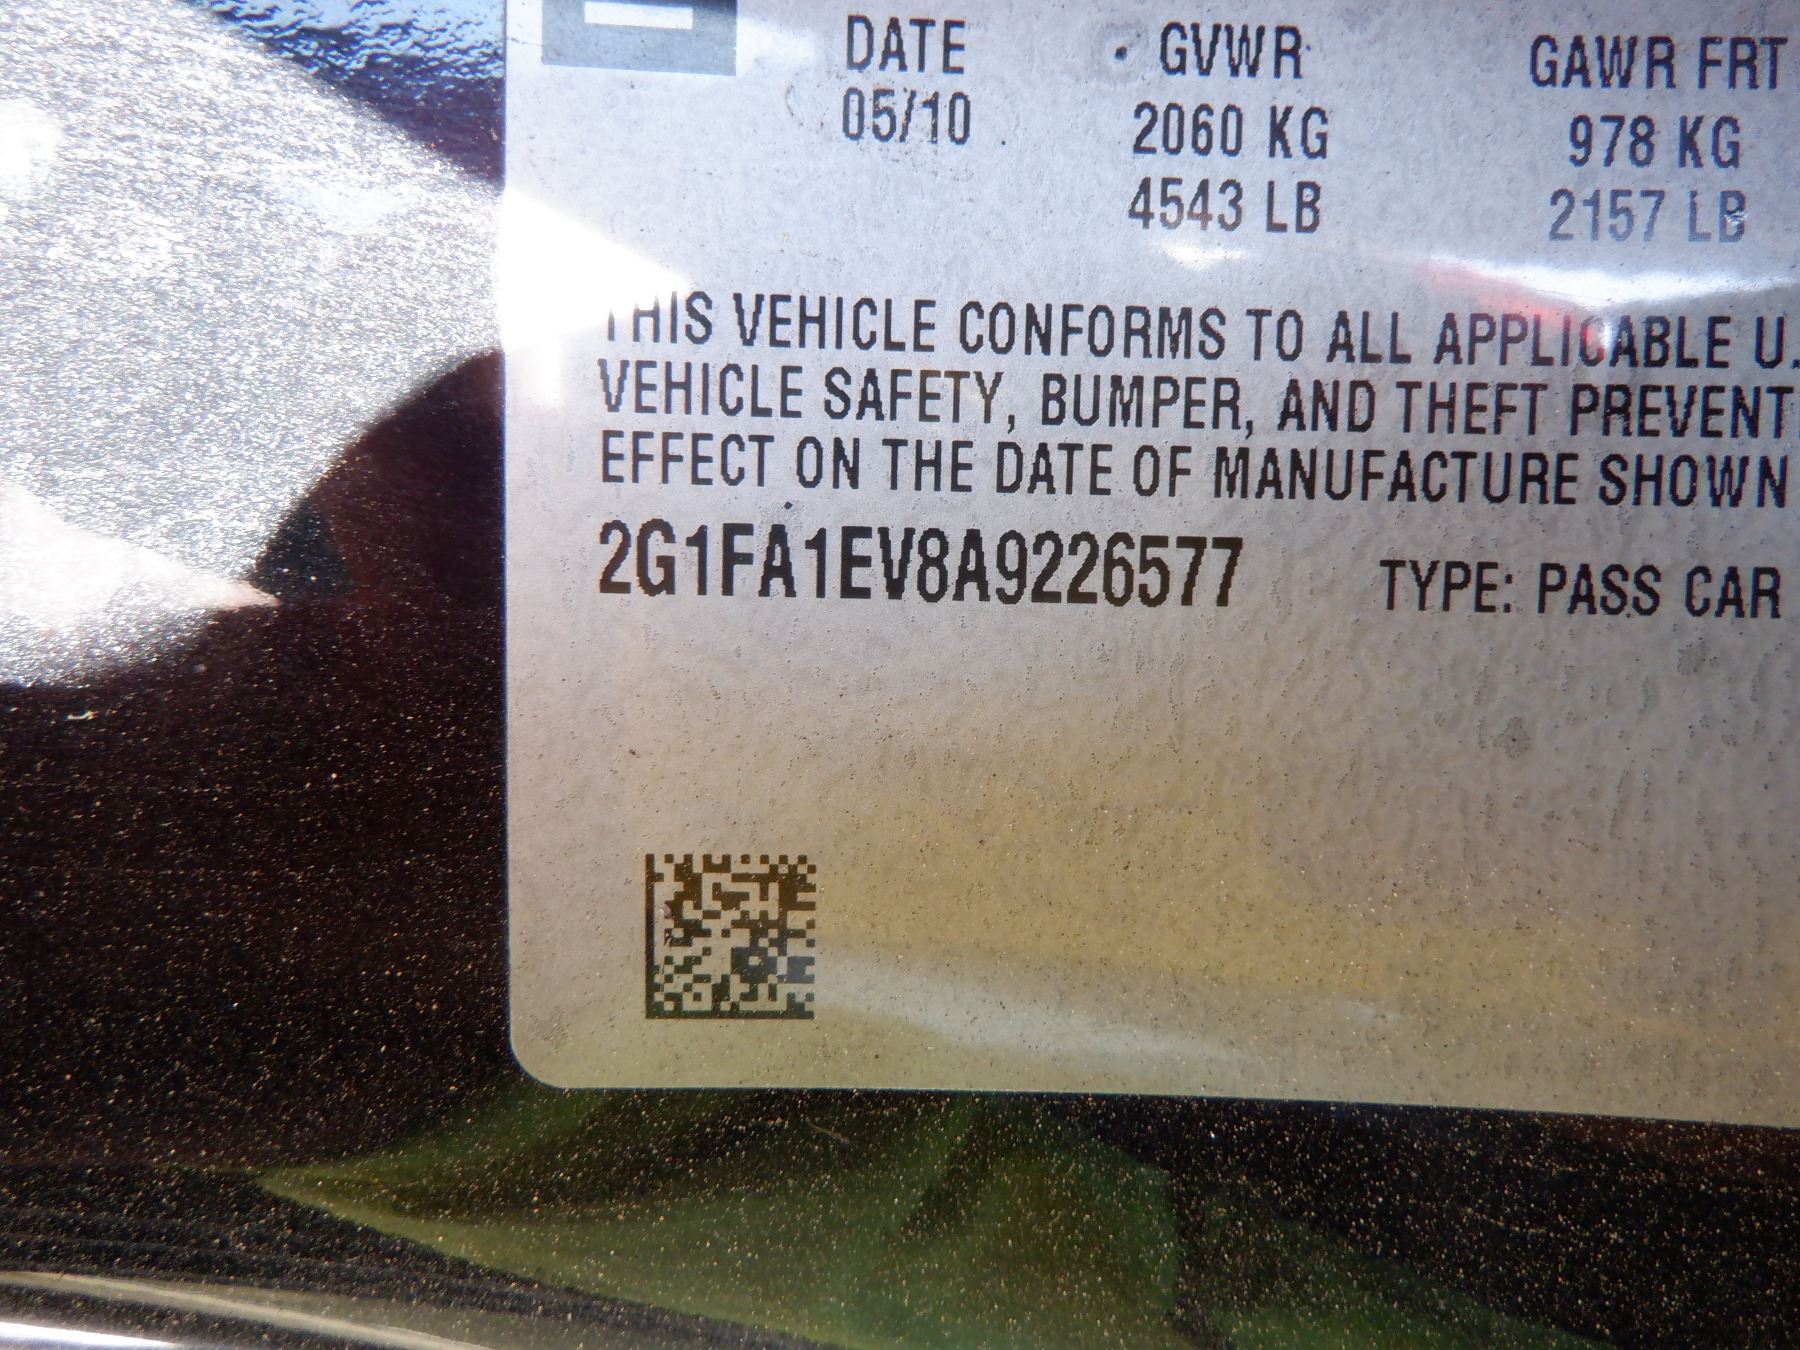 DATE GVWR GAWR FRT
05/10 2060 KG 978 KG
4543 LB 2157 LB
THIS VEHICLE CONFORMS TO ALL APPLICABLE U.
VEHICLE SAFETY, BUMPER, AND THEFT PREVENT
EFFECT ON THE DATE OF MANUFACTURE SHOWN
2G1FA1EV8A9226577 TYPE: PASS CAR